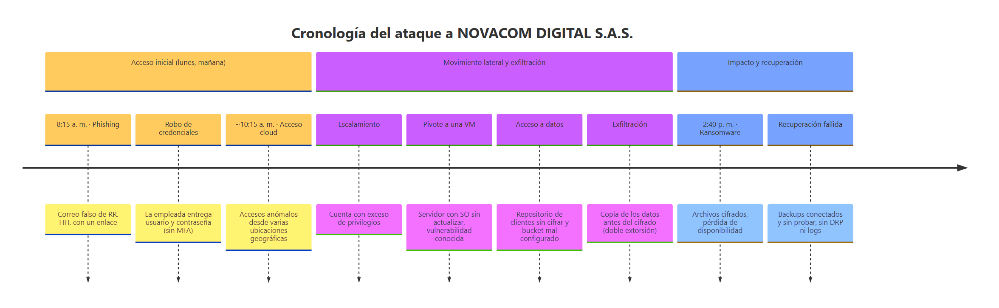 Cronología del ataque a NOVACOM DIGITAL S.A.S.
Acceso inicial (lunes, mañana)
Movimiento lateral y exfiltración
Impacto y recuperación
8:15 a. m. · Phishing
Robo de
credenciales
~10:15 a. m. · Acceso
cloud
Escalamiento
Pivote a una VM
Acceso a datos
Exfiltración
2:40 p. m. ·
Ransomware
Recuperación fallida
Correo falso de RR.
HH. con un enlace
La empleada entrega
usuario y contraseña
(sin MFA)
Accesos anómalos
desde varias
ubicaciones
geográficas
Cuenta con exceso
de privilegios
Servidor con SO sin
actualizar,
vulnerabilidad
conocida
Repositorio de
clientes sin cifrar y
bucket mal
configurado
Copia de los datos
antes del cifrado
(doble extorsión)
Archivos cifrados,
pérdida de
disponibilidad
Backups conectados
y sin probar, sin DRP
ni logs